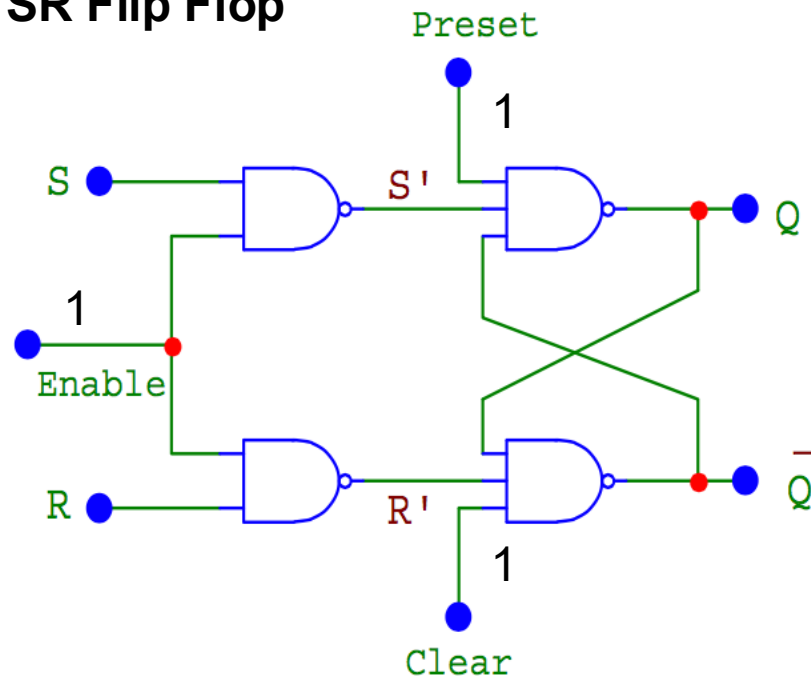 SR Flip Flop
Preset
1
S
S'
Q
1
Enable
R
R'
Q̅
1
Clear